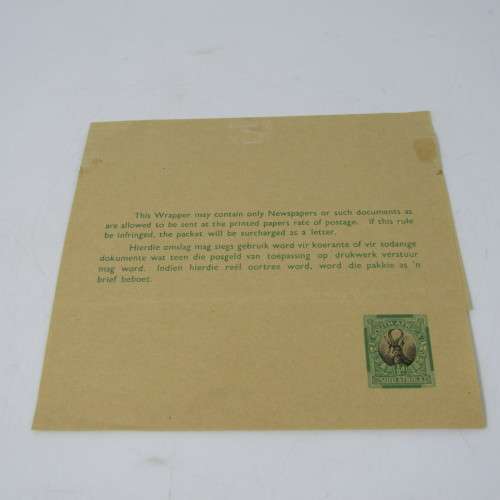 This Wrapper may contain only Newspapers or such documents as
are allowed to be sent at the printed papers rate of postage. If this rule
be infringed, the packet will be surcharged as a letter.
Hierdie omslag mag slegs gebruik word vir koerante of vir sodanige
dokumente wat teen die posgeld van toepassing op drukwerk verstuur
mag word. Indien hierdie reël oortree word, word die pakkie as 'n
brief beboet.
SOUTH AFRICA
SUID AFRIKA